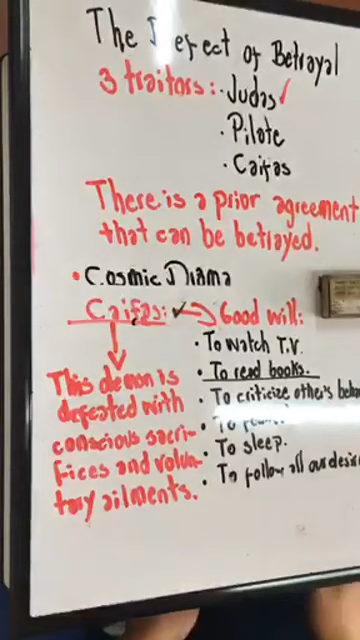 The Defect of Betrayal
3 traitors: · Judas ✓
· Pilate
· Caifas
There is a prior agreement
that can be betrayed.
• Cosmic Drama
Caifas: ✓ Good will:
• To watch T.V.
• To read books.
• To criticize other's
• To
• To sleep.
• To follow all our
This demon is
defeated with
conscious sacri-
fices and volun-
tary ailments.